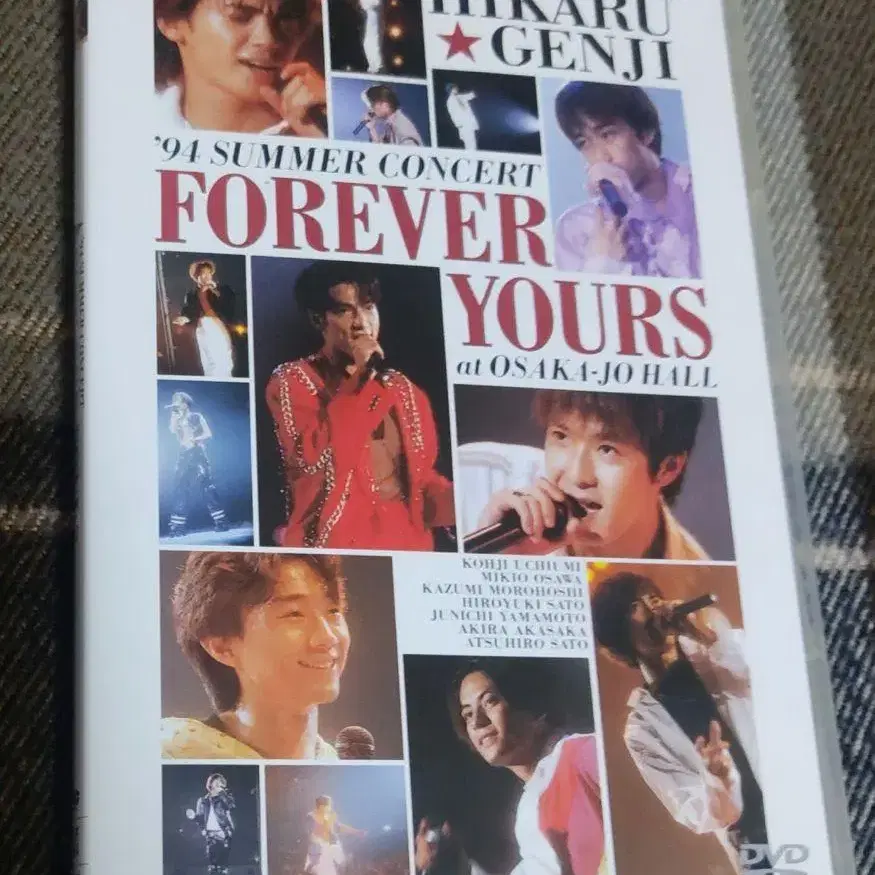 HIKARU
★GENJI
'94 SUMMER CONCERT
FOREVER
YOURS
at OSAKA-JO HALL
KOHJI UCHIUMI
MIKIO OSAWA
KAZUMI MOROHOSHI
HIROYUKI SATO
JUNICHI YAMAMOTO
AKIRA AKASAKA
ATSUHIRO SATO
DVD